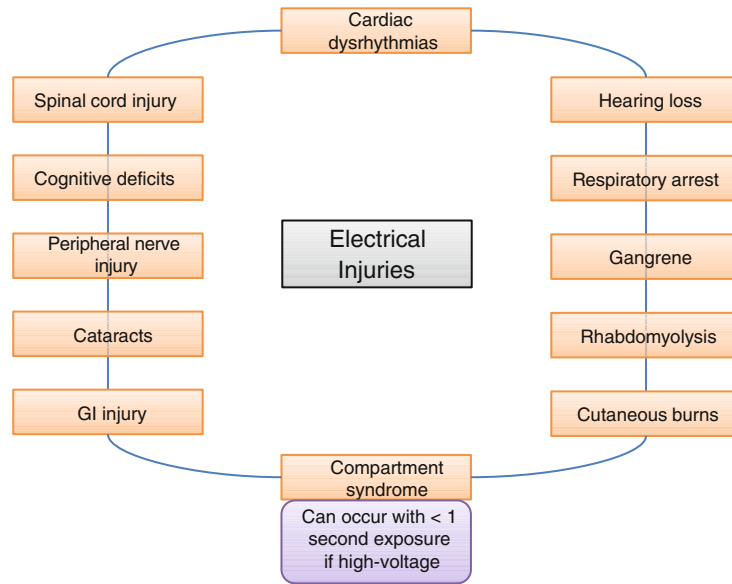 Cardiac
dysrhythmias
Spinal cord injury
Cognitive deficits
Peripheral nerve
injury
Cataracts
GI injury
Electrical
Injuries
Hearing loss
Respiratory arrest
Gangrene
Rhabdomyolysis
Cutaneous burns
Compartment
syndrome
Can occur with < 1
second exposure
if high-voltage